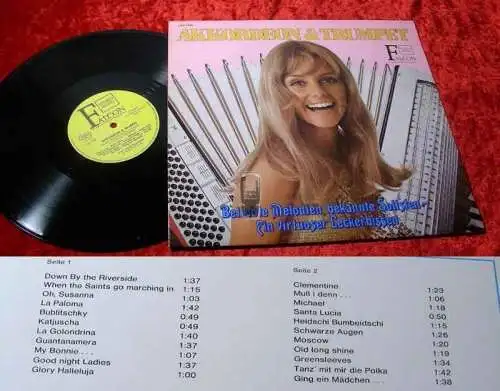 AKKORDEON & TRUMPET
FALCON
FALCON
Beliebte Melodien, bekannte Solisten -
Ein virtuoser Leckerbissen
Seite 1
Down By the Riverside 1:37
When the Saints go marching in 1:15
Oh, Susanna 1:03
La Paloma 1:42
Bublitschky 0:49
Katjuscha 0:49
La Golondrina 1:40
Guantanamera 1:17
My Bonnie... 1:06
Good night Ladies 1:37
Glory Halleluja 1:00
Seite 2
Clementine 1:23
Muß i denn... 1:06
Michael 1:18
Santa Lucia 0:50
Heidschi Bumbeidschi 1:15
Schwarze Augen 1:26
Moscow 1:20
Old long shine 1:19
Greensleeves 1:34
Tanz' mit mir die Polka 1:42
Ging ein Mädchen... 1:38